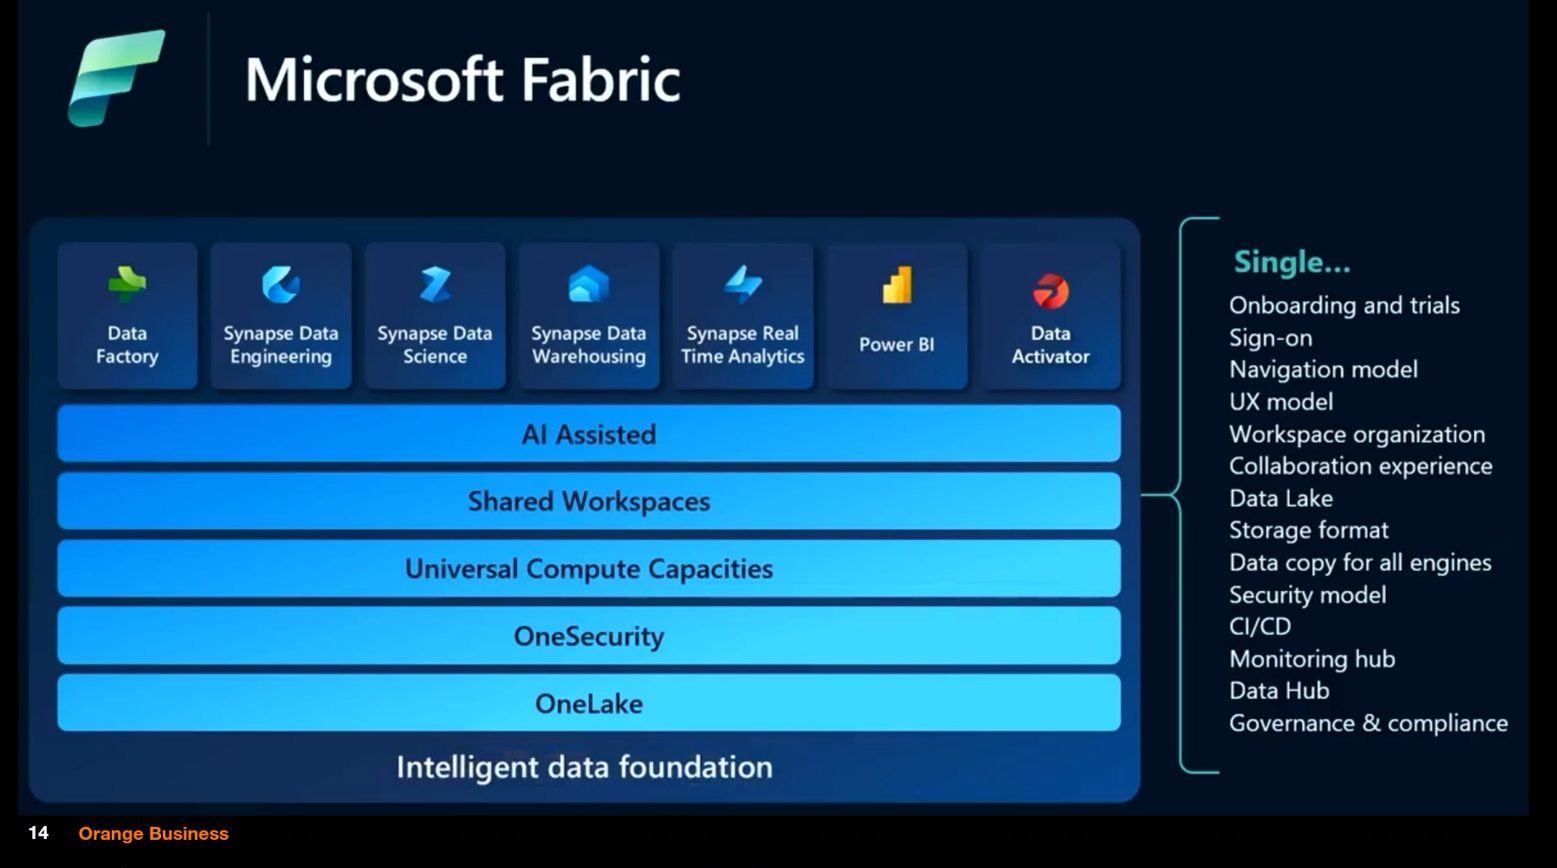 Microsoft Fabric
Data
Factory
Synapse Data
Engineering
Synapse Data
Science
Synapse Data
Warehousing
Synapse Real
Time Analytics
Power BI
Data
Activator
AI Assisted
Shared Workspaces
Universal Compute Capacities
OneSecurity
OneLake
Intelligent data foundation
Single...
Onboarding and trials
Sign-on
Navigation model
UX model
Workspace organization
Collaboration experience
Data Lake
Storage format
Data copy for all engines
Security model
CI/CD
Monitoring hub
Data Hub
Governance & compliance
14 Orange Business